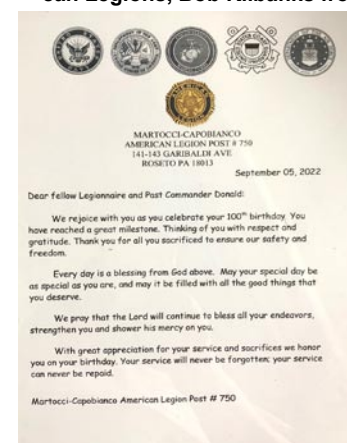 can Legions, Bob
MARTOCCI-CAPOBIANCO
AMERICAN LEGION POST # 750
141-143 GARIBALDI AVE
ROSETO PA 18013
September 05, 2022
Dear fellow Legionnaire and Past Commander Donald:
We rejoice with you as you celebrate your 100th birthday. You
have reached a great milestone. Thinking of you with respect and
gratitude. Thank you for all you sacrificed to ensure our safety and
freedom.
Every day is a blessing from God above. May your special day be
as special as you are, and may it be filled with all the good things that
you deserve.
We pray that the Lord will continue to bless all your endeavors,
strengthen you and shower his mercy on you.
With great appreciation for your service and sacrifices we honor
you on your birthday. Your service will never be forgotten; your service
can never be repaid.
Martocci-Capobianco American Legion Post # 750